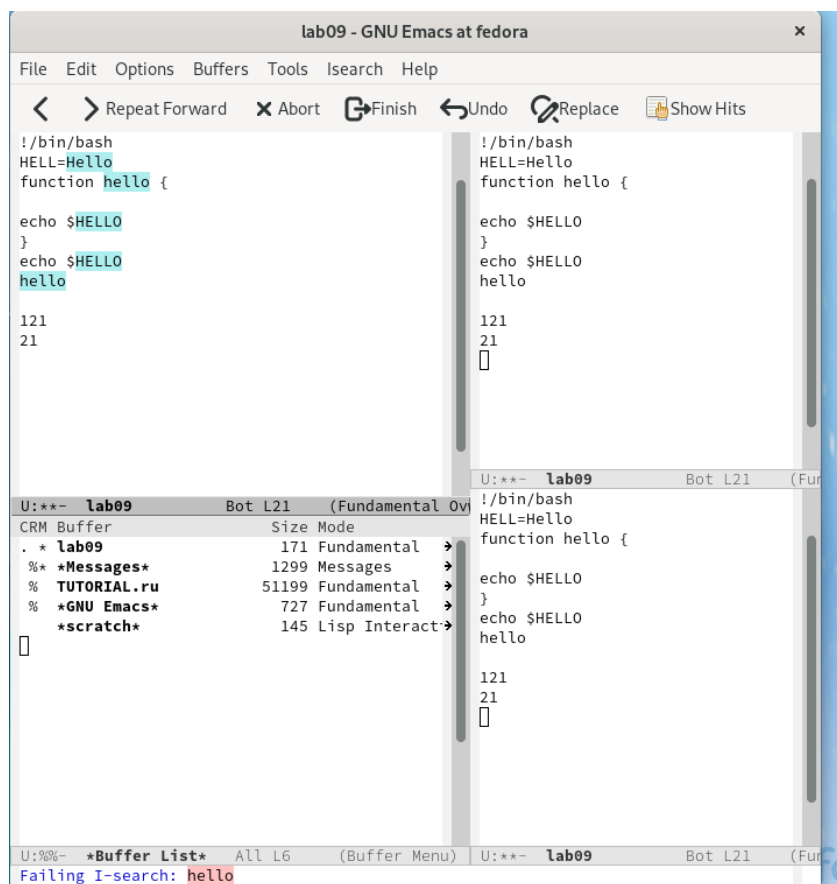 lab09 - GNU Emacs at fedora ×
File Edit Options Buffers Tools Isearch Help
Repeat Forward Abort Finish Undo Replace Show Hits
!/bin/bash
HELL=Hello
function hello {
echo $HELLO
}
echo $HELLO
hello
121
21
U:**- lab09 Bot L21 (Fundamental Ov
CRM Buffer Size Mode
. * lab09 171 Fundamental
%* *Messages* 1299 Messages
% TUTORIAL.ru 51199 Fundamental
% *GNU Emacs* 727 Fundamental
*scratch* 145 Lisp Interact
U:%%- *Buffer List* All L6 (Buffer Menu)
!/bin/bash
HELL=Hello
function hello {
echo $HELLO
}
echo $HELLO
hello
121
21
U:**- lab09 Bot L21 (Fur
!/bin/bash
HELL=Hello
function hello {
echo $HELLO
}
echo $HELLO
hello
121
21
U:**- lab09 Bot L21 (Fur
Failing I-search: hello